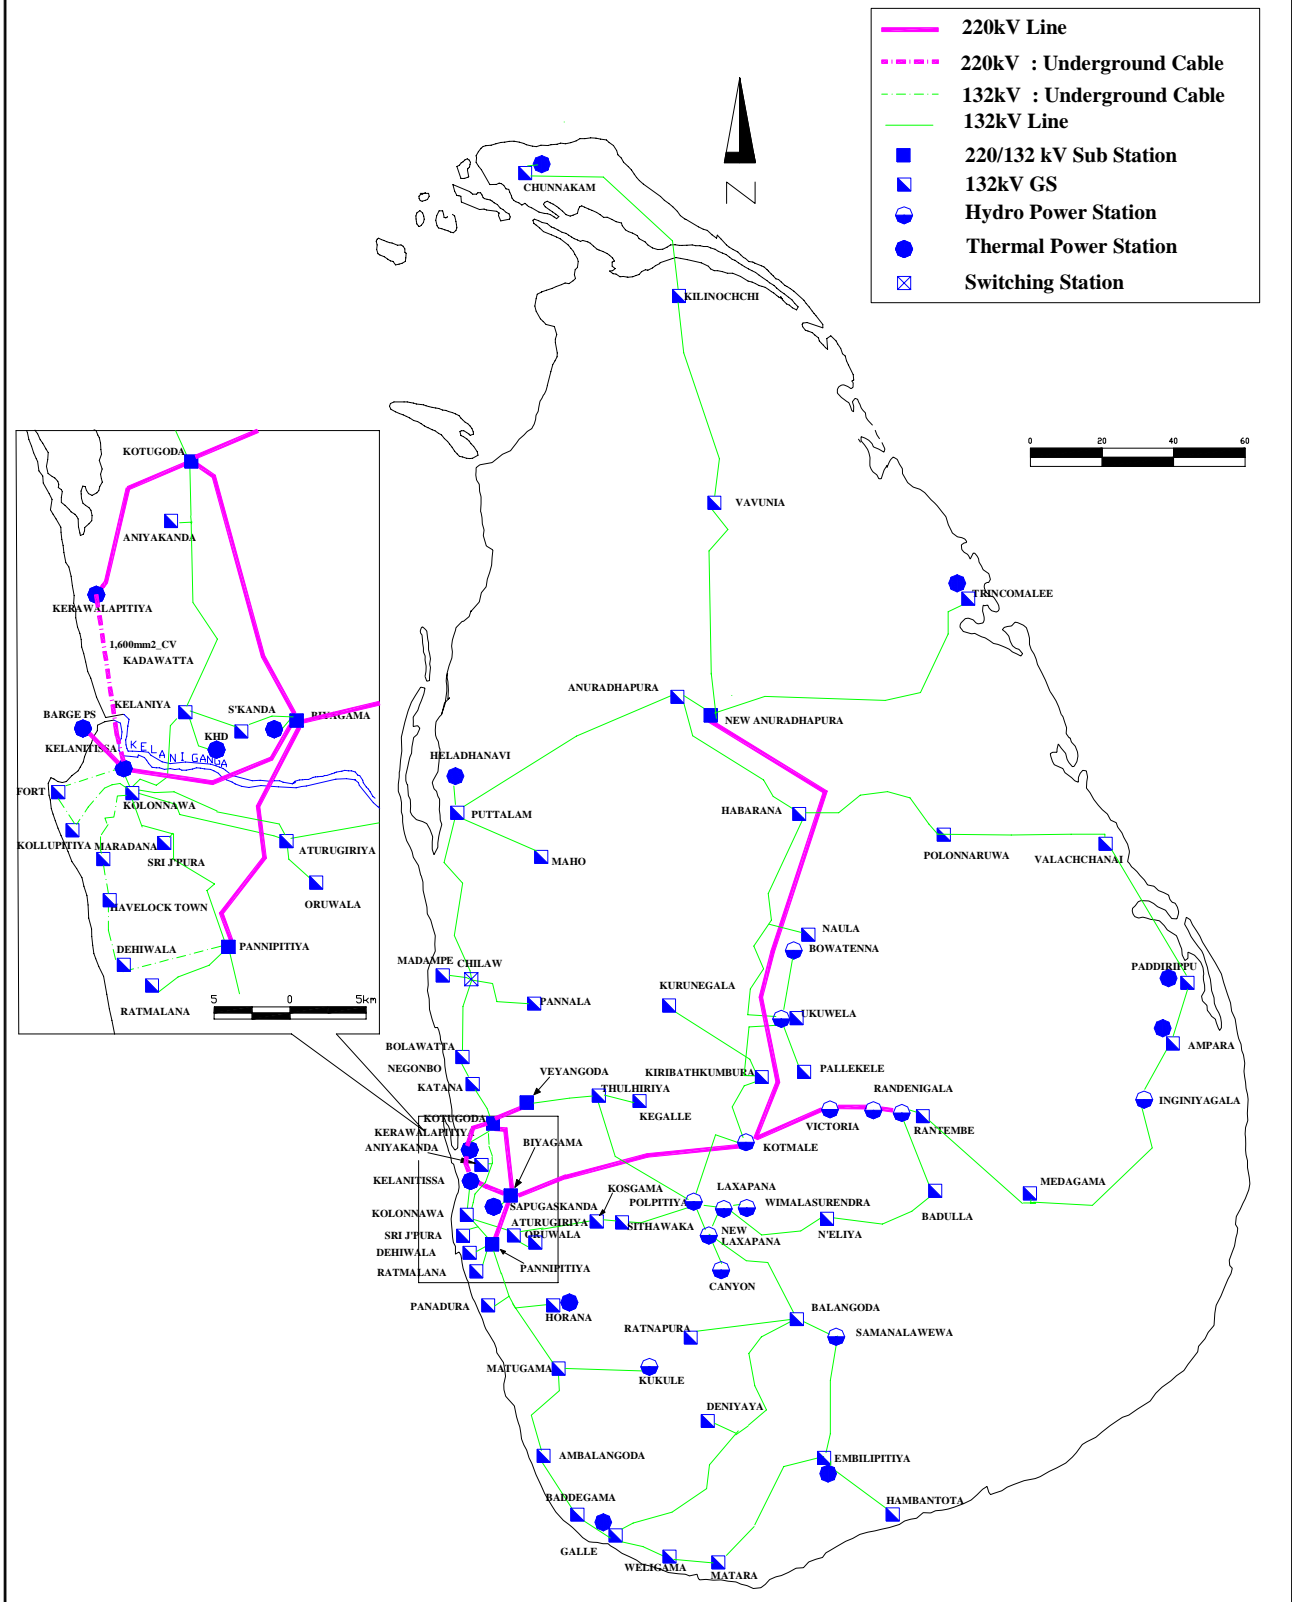 220kV Line
220kV : Underground Cable
132kV : Underground Cable
132kV Line
220/132 kV Sub Station
132kV GS
Hydro Power Station
Thermal Power Station
Switching Station
N
0 20 40 60
CHUNNAKAM
KILINOCHCHI
VAVUNIA
TRINCOMALEE
ANURADHAPURA
NEW ANURADHAPURA
HELADHANAVI
PUTTALAM
HABARANA
MAHO
POLONNARUWA
VALACHCHANAI
NAULA
BOWATENNA
MADAMPE
CHILAW
PADDIRIPPU
KURUNEGALA
PANNALA
UKUWELA
AMPARA
BOLAWATTA
NEGONBO
KATANA
VEYANGODA
THULHIRIYA
KIRIBATHKUMBURA
PALLEKELE
RANDENIGALA
INGINIYAGALA
KEGALLE
VICTORIA
RANTEMBE
KOTUGODA
KERAWALAPITIY
ANIYAKANDA
BIYAGAMA
KOTMALE
KELANITISSA
KOSGAMA
LAXAPANA
POLPITIYA
WIMALASURENDRA
MEDAGAMA
BADULLA
KOLONNAWA
SAPUGASKANDA
ATURUGIRIYA
SITHAWAKA
N'ELIYA
SRI J'PURA
ORUWALA
NEW
LAXAPANA
DEHIWALA
PANNIPITIYA
RATMALANA
CANYON
PANADURA
HORANA
BALANGODA
RATNAPURA
SAMANALAWEWA
MATUGAMA
KUKULE
DENIYAYA
AMBALANGODA
EMBILIPITIYA
BADDEGAMA
HAMBANTOTA
GALLE
WELIGAMA
MATARA
KOTUGODA
ANIYAKANDA
KERAWALAPITIYA
1,600mm2_CV
KADAWATTA
KELANIYA
S'KANDA
BARGE PS
BIYAGAMA
KHD
KELANITISSA
KELANI GANDA
FORT
KOLONNAWA
KOLLUPITIYA
MARADANA
SRI J'PURA
ATURUGIRIYA
ORUWALA
HAVELOCK TOWN
DEHIWALA
PANNIPITIYA
RATMALANA
5 0 5km